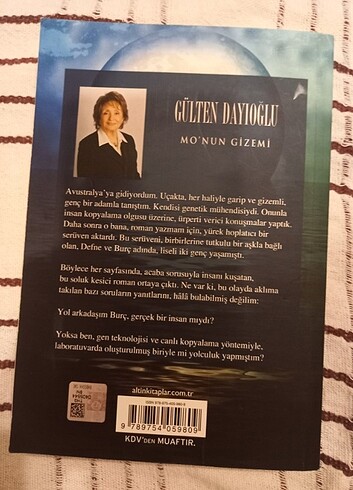 GÜLTEN DAYIOĞLU
MO'NUN GİZEMİ
Avustralya'ya gidiyordum. Uçakta, her haliyle garip ve gizemli,
genç bir adamla tanıştım. Kendisi genetik mühendisiydi. Onunla
insan kopyalama olgusu üzerine, ürperti verici konuşmalar yaptık.
Daha sonra o bana, roman yazmam için, yürek hoplatıcı bir
serüven aktardı. Bu serüveni, birbirlerine tutkulu bir aşkla bağlı
olan, Defne ve Burç adında, liseli iki genç yaşamıştı.
Böylece her sayfasında, acaba sorusuyla insanı kuşatan,
bu soluk kesici roman ortaya çıktı. Ne var ki, bu olayda aklıma
takılan bazı soruların yanıtlarını, hâlâ bulabilmiş değilim:
Yol arkadaşım Burç, gerçek bir insan mıydı?
Yoksa ben, gen teknolojisi ve canlı kopyalama yöntemiyle,
laboratuvarda oluşturulmuş biriyle mi yolculuk yapmıştım?
altinkitaplar.com.tr
9 789754 059809
KDV'DEN MUAFTIR.